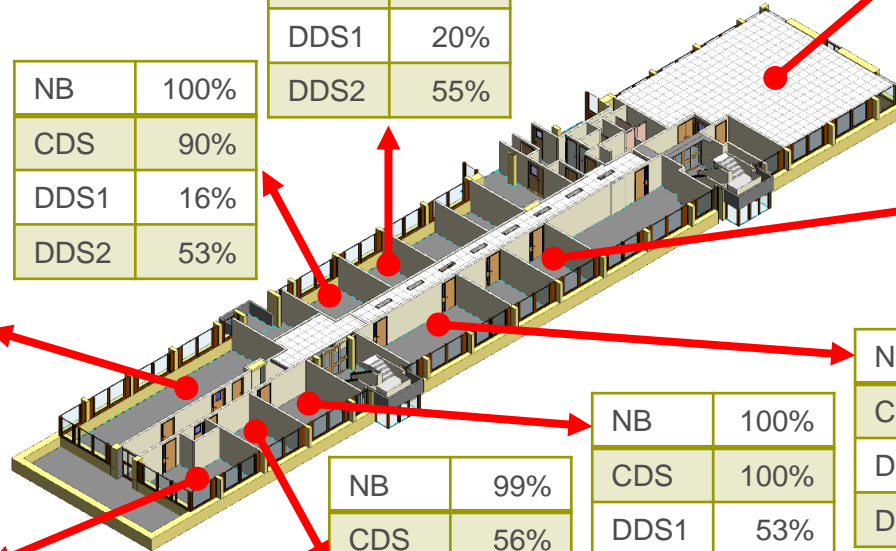 DDS1 20%
DDS2 55%
NB 100%
CDS 90%
DDS1 16%
DDS2 53%
NB 100%
CDS 100%
DDS1 53%
NB 99%
CDS 56%